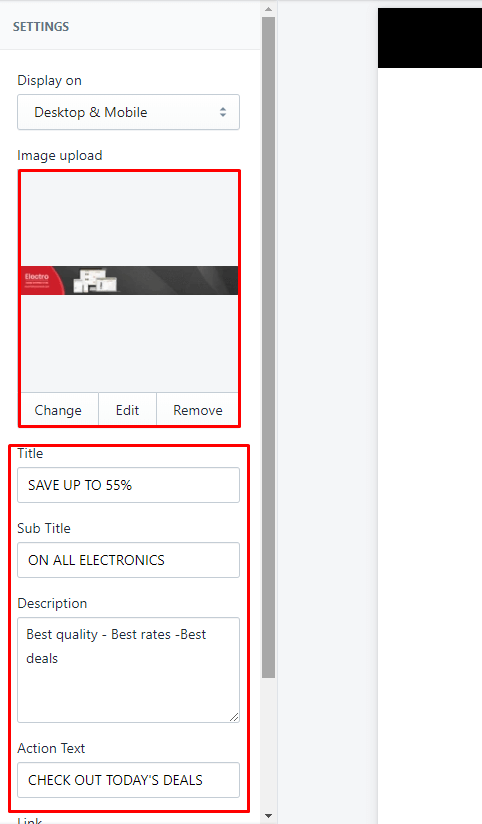 SETTINGS
Display on
Desktop & Mobile
Image upload
Electro
Change Edit Remove
Title
SAVE UP TO 55%
Sub Title
ON ALL ELECTRONICS
Description
Best quality - Best rates -Best
deals
Action Text
CHECK OUT TODAY'S DEALS
Link